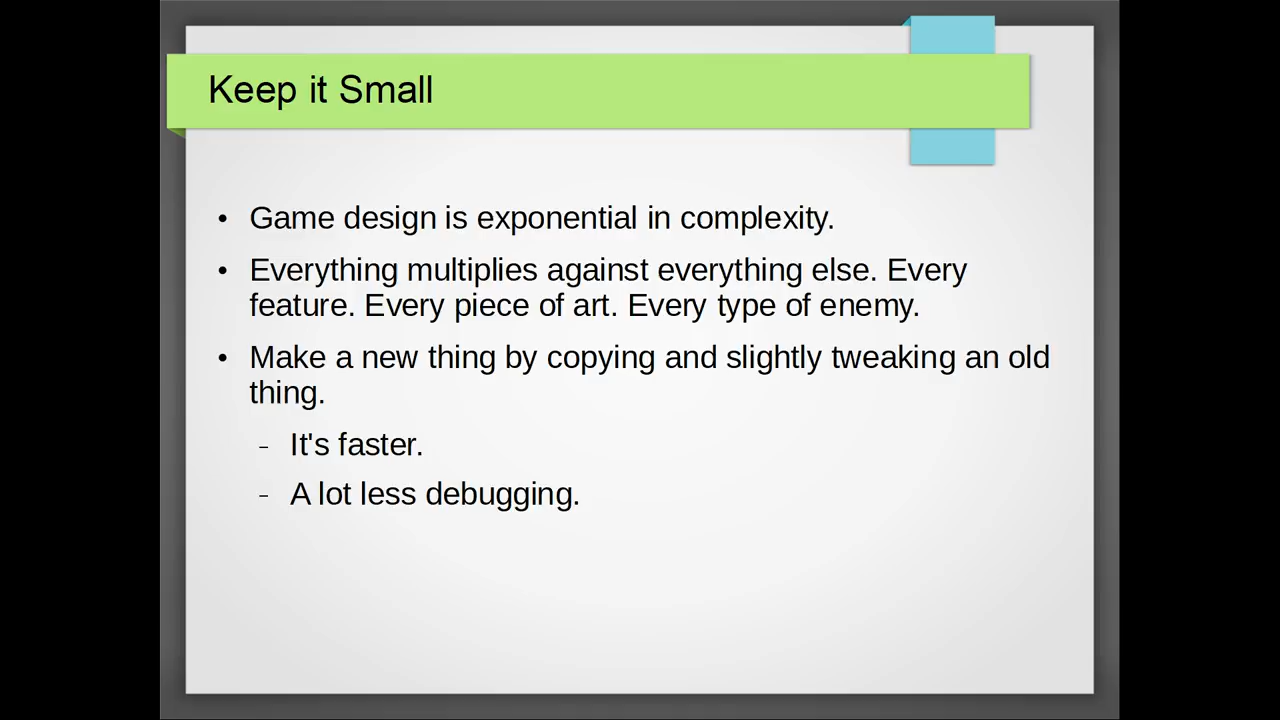 Keep it Small
• Game design is exponential in complexity.
• Everything multiplies against everything else. Every
feature. Every piece of art. Every type of enemy.
• Make a new thing by copying and slightly tweaking an old
thing.
– It's faster.
– A lot less debugging.